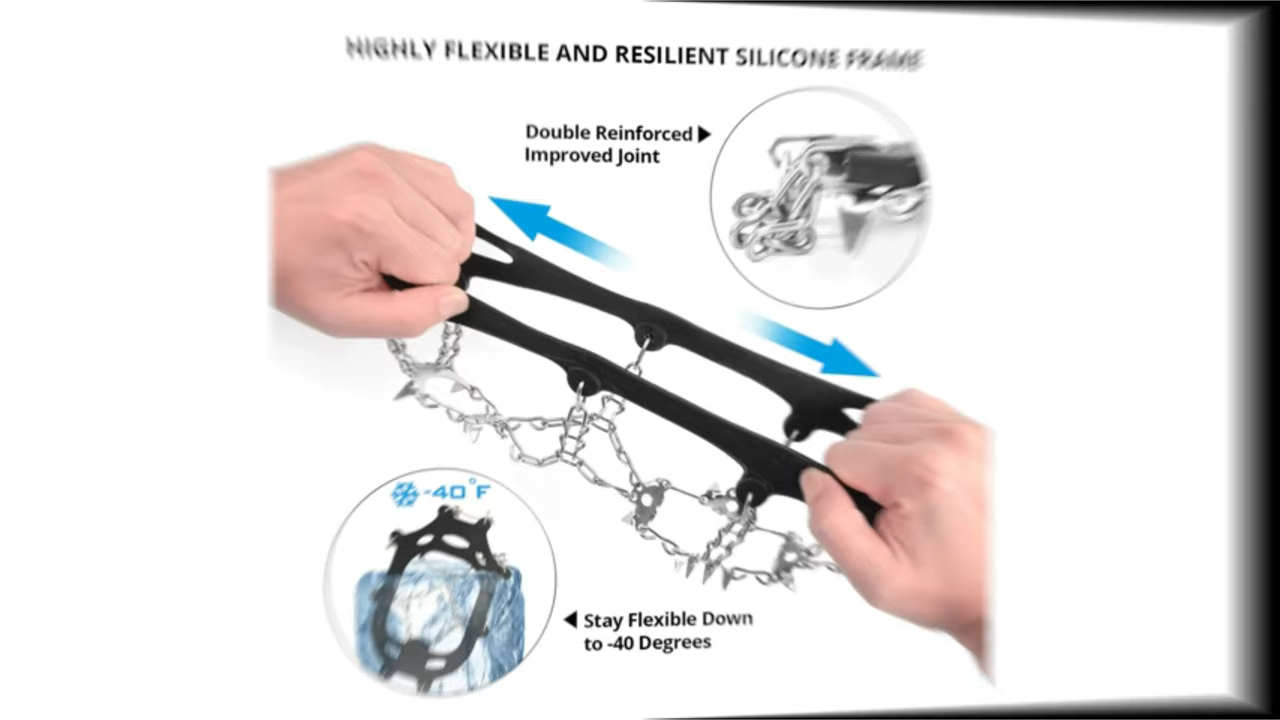 HIGHLY FLEXIBLE AND RESILIENT SILICONE FRAME
Double Reinforced
Improved Joint
-40°F
Stay Flexible Down
to -40 Degrees